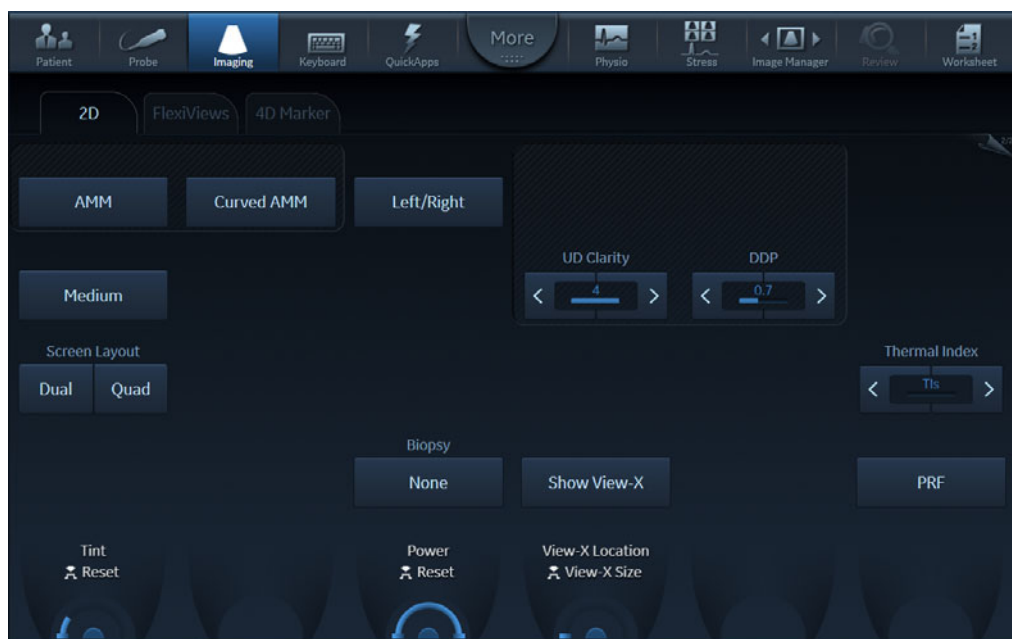 Patient Probe Imaging Keyboard QuickApps More Physio Stress Image Manager Review Worksheet
2D FlexiViews 4D Marker
AMM Curved AMM Left/Right
UD Clarity DDP
Medium 4 0.7
Screen Layout Thermal Index
Dual Quad TIs
Biopsy
None Show View-X PRF
Tint Power View-X Location
Reset Reset View-X Size